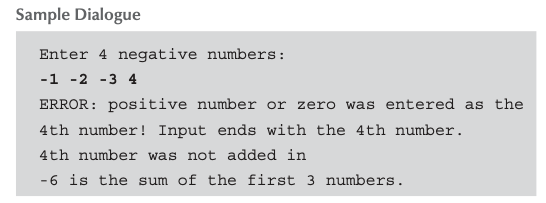 Sample Dialogue
Enter 4 negative numbers:
-1 -2 -3 4
ERROR: positive number or zero was entered as the
4th number! Input ends with the 4th number.
4th number was not added in
-6 is the sum of the first 3 numbers.